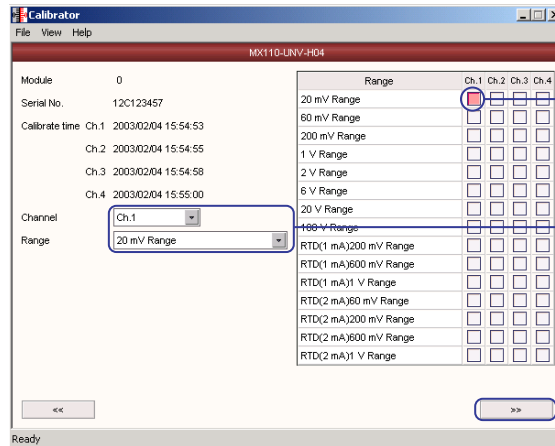 Calibrator
File View Help
MX110-UNV-H04
Module 0
Serial No. 12C123457
Calibrate time Ch.1 2003/02/04 15:54:53
Ch.2 2003/02/04 15:54:55
Ch.3 2003/02/04 15:54:58
Ch.4 2003/02/04 15:55:00
Channel Ch.1
Range 20 mV Range
Range Ch.1 Ch.2 Ch.3 Ch.4
20 mV Range
60 mV Range
200 mV Range
1 V Range
2 V Range
6 V Range
20 V Range
100 V Range
RTD(1 mA)200 mV Range
RTD(1 mA)600 mV Range
RTD(1 mA)1 V Range
RTD(2 mA)60 mV Range
RTD(2 mA)200 mV Range
RTD(2 mA)600 mV Range
RTD(2 mA)1 V Range
<< >>
Ready